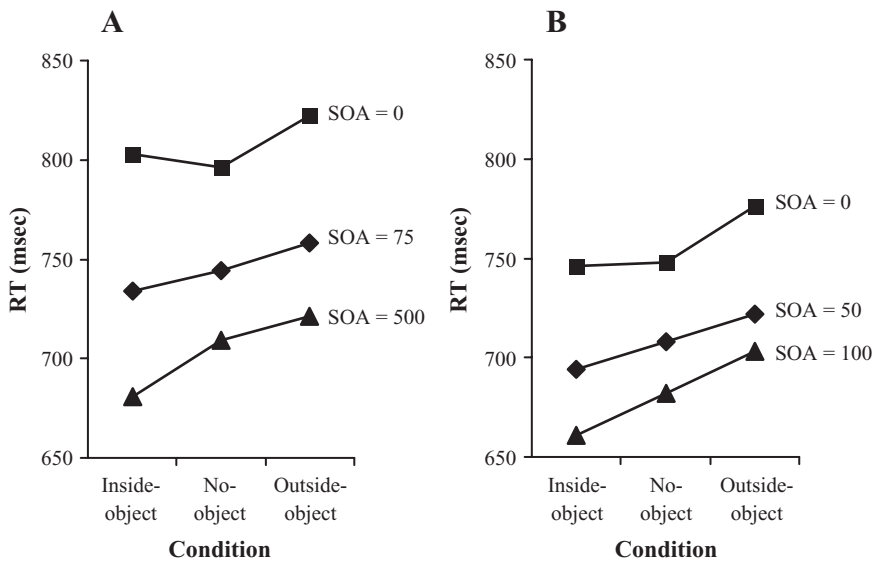 A
850
800
750
700
650
RT (msec)
SOA = 0
SOA = 75
SOA = 500
Inside-
object
No-
object
Outside-
object
Condition
B
850
800
750
700
650
RT (msec)
SOA = 0
SOA = 50
SOA = 100
Inside-
object
No-
object
Outside-
object
Condition